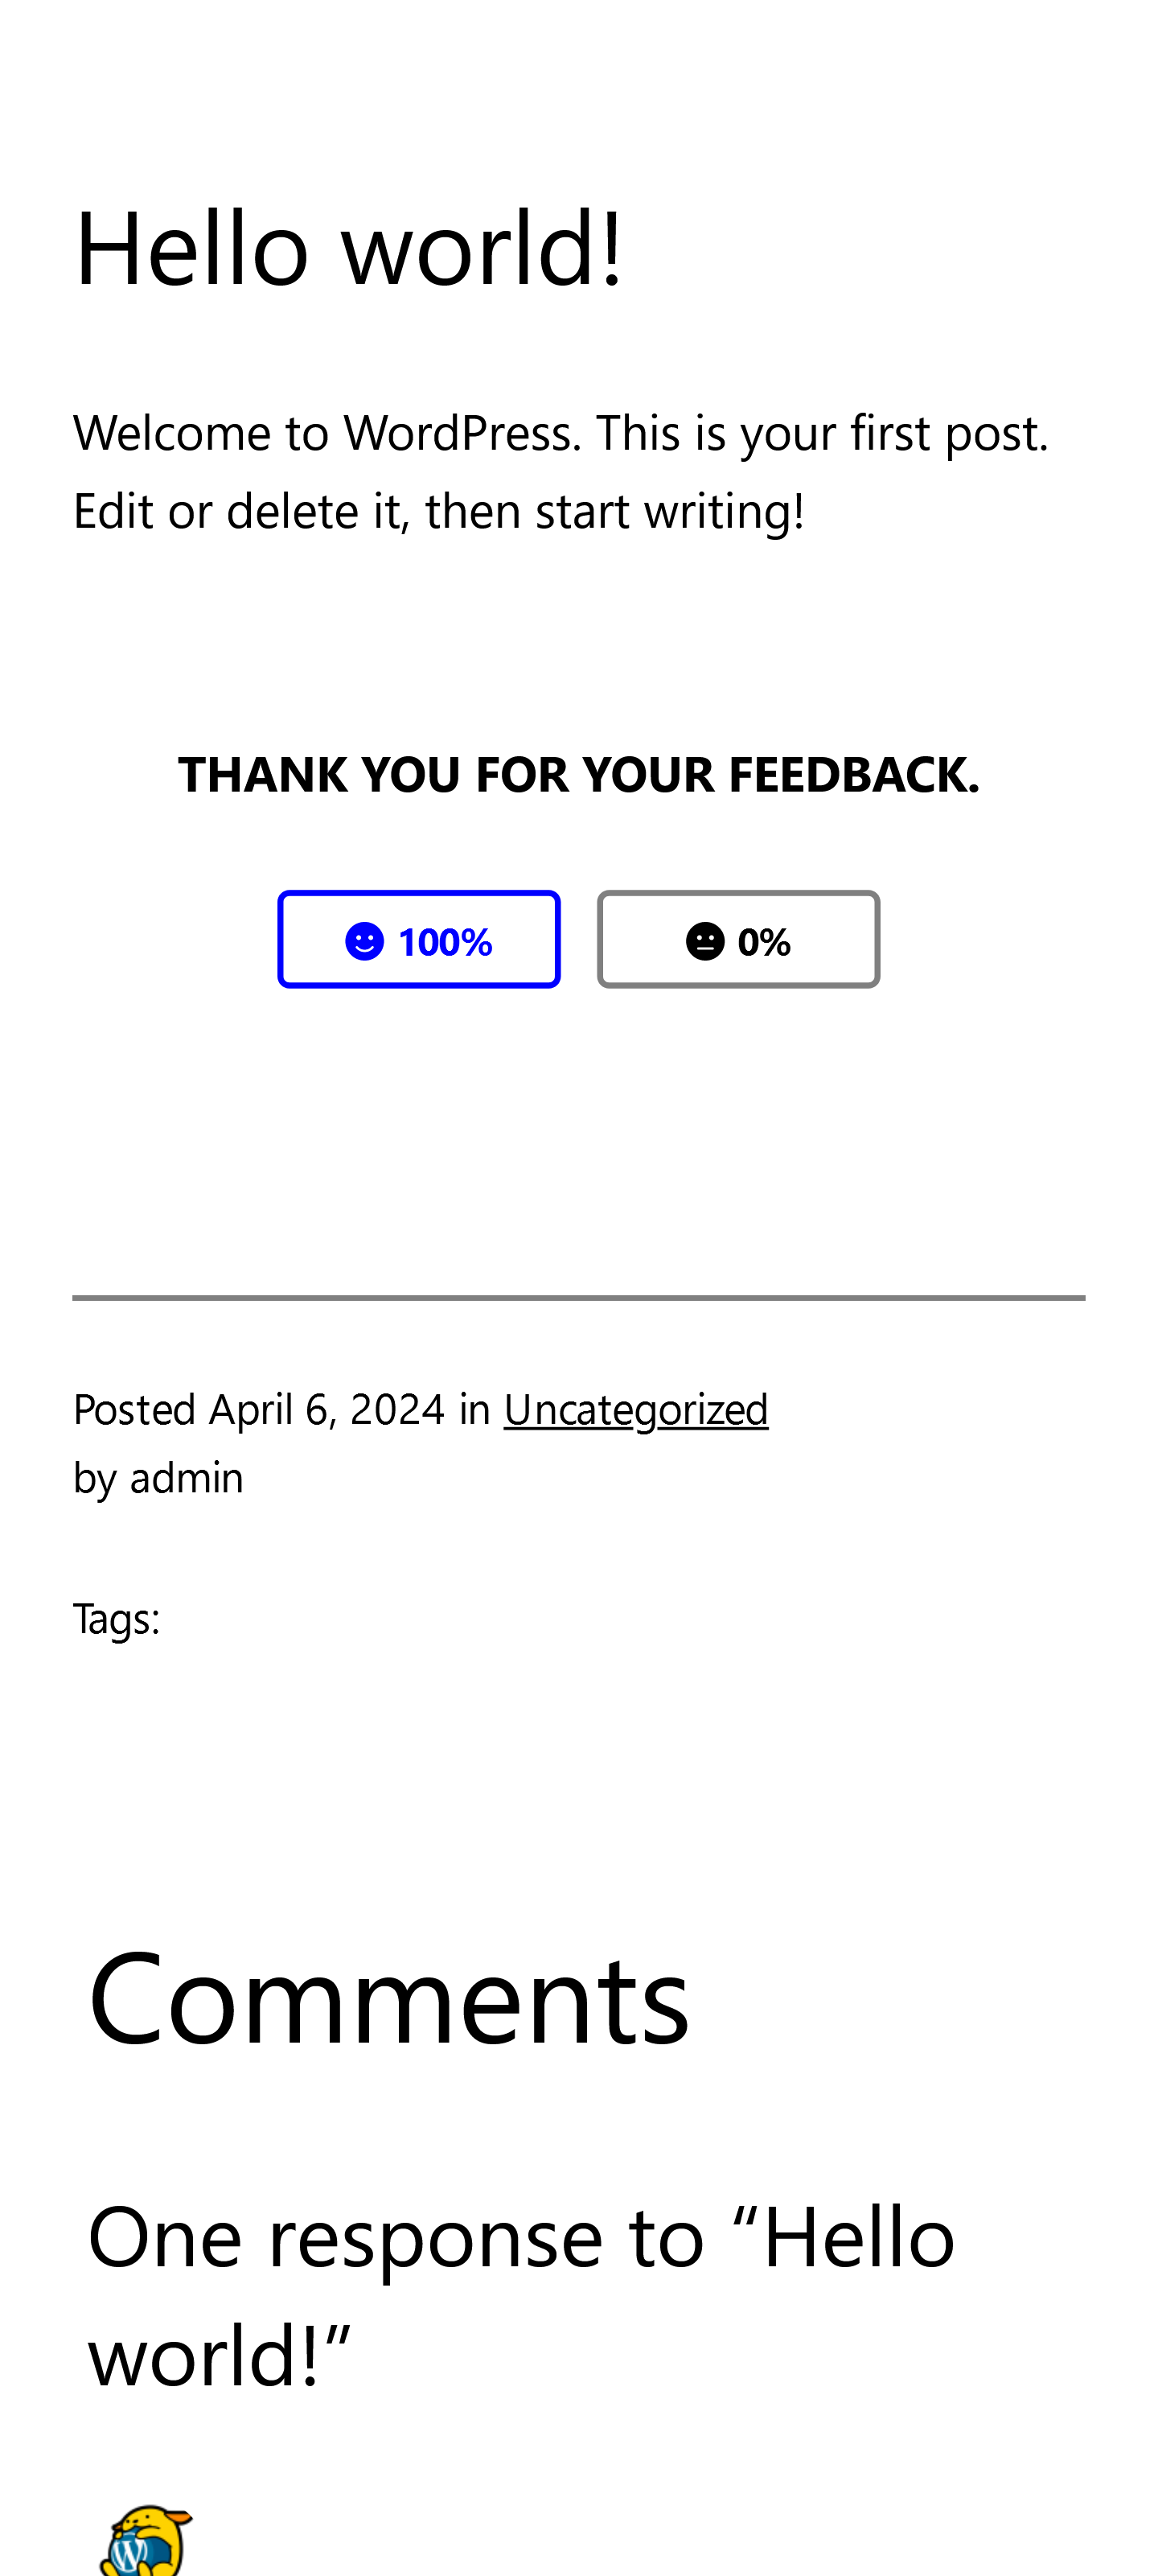 Hello world!
Welcome to WordPress. This is your first post.
Edit or delete it, then start writing!
THANK YOU FOR YOUR FEEDBACK.
100% 0%
Posted April 6, 2024 in Uncategorized
by admin
Tags:
Comments
One response to “Hello
world!”